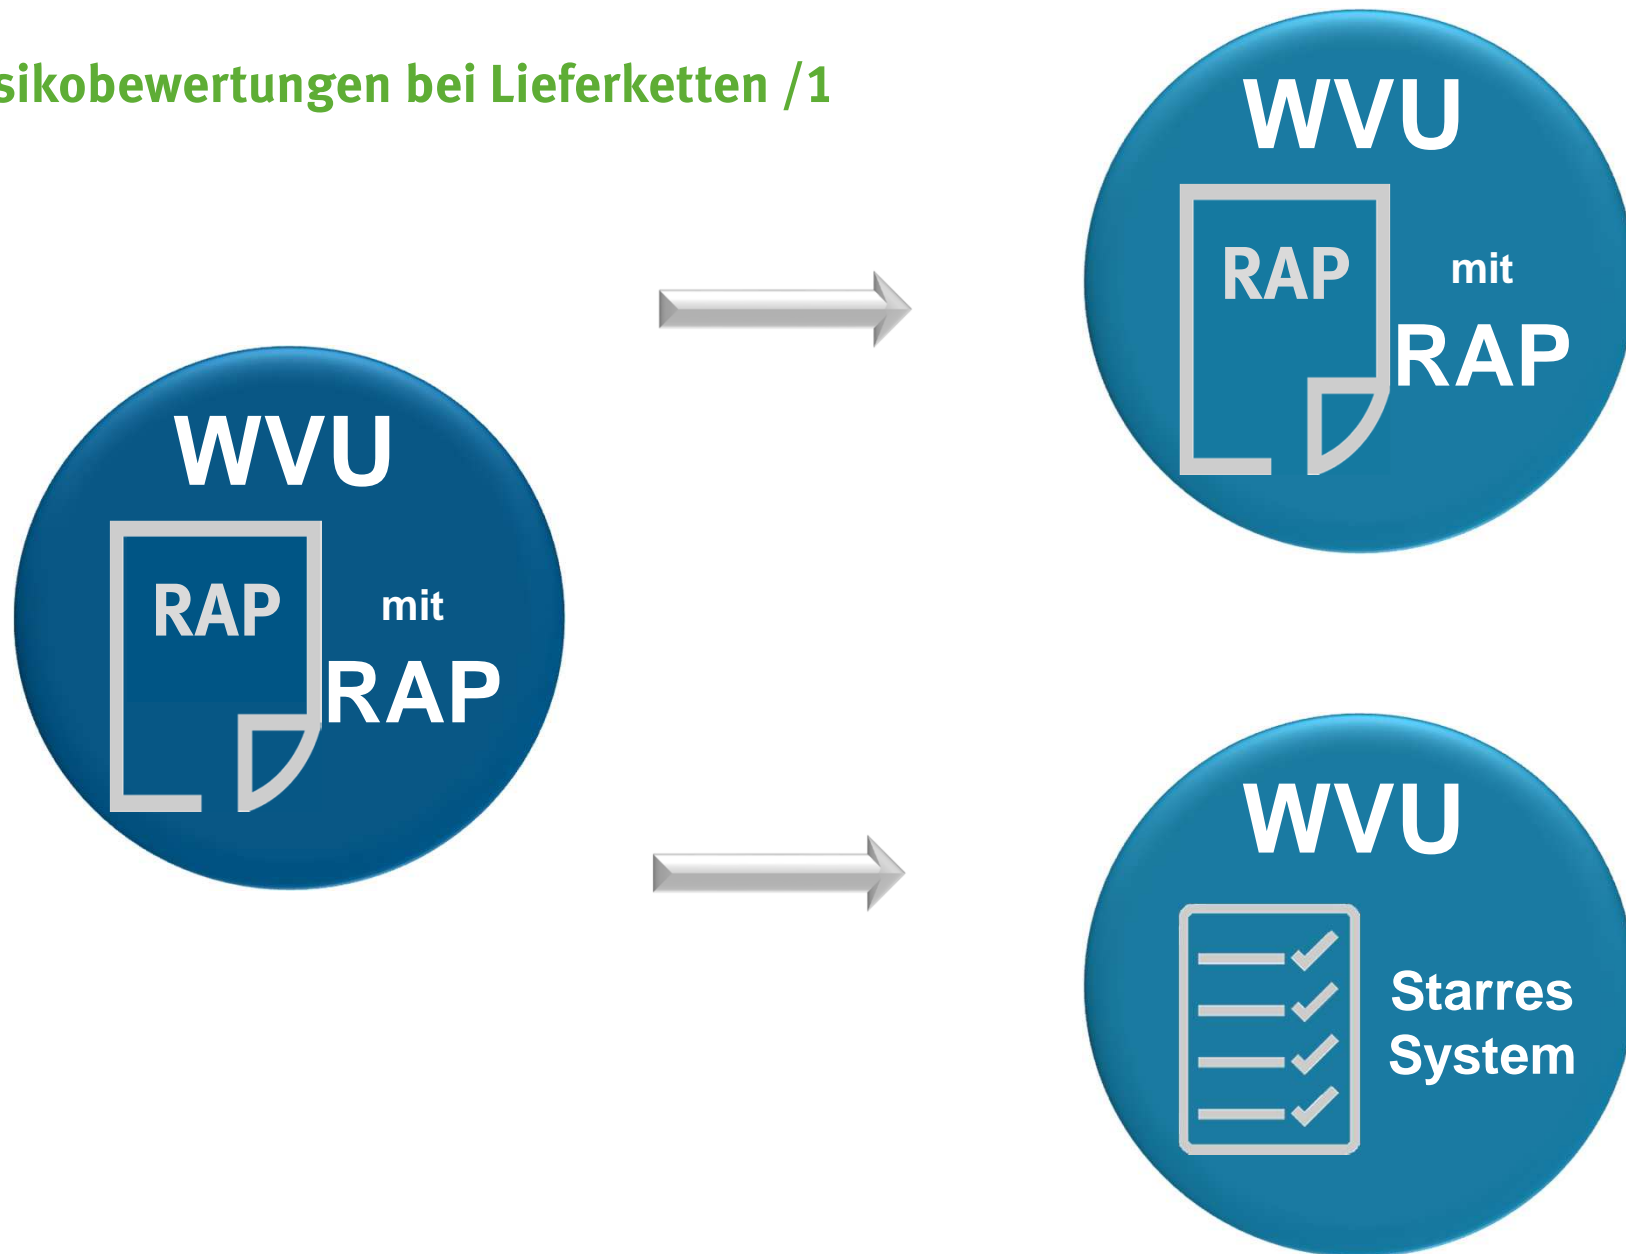 sikobewertungen bei Lieferketten /1
WVU
RAP
mit
RAP
WVU
RAP
mit
RAP
WVU
Starres
System